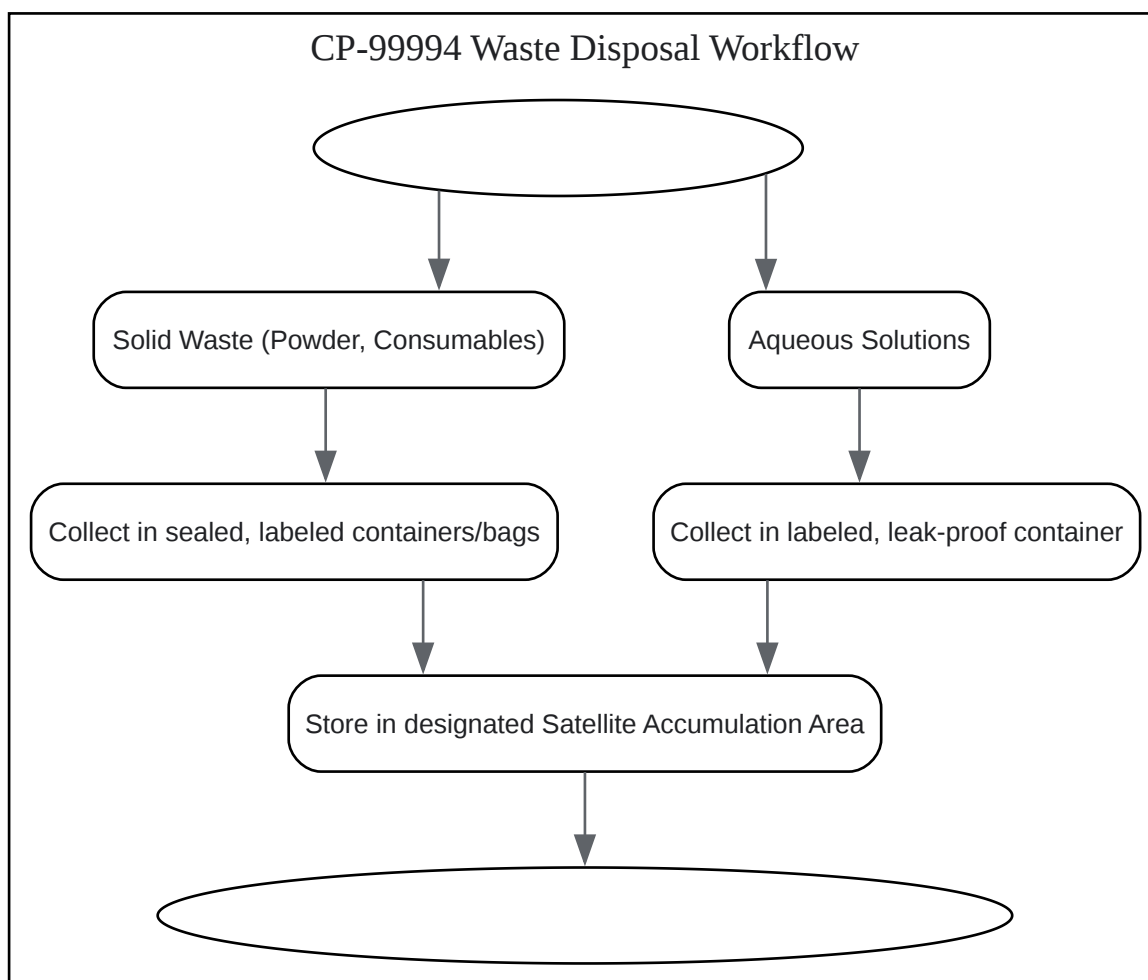 CP-99994 Waste Disposal Workflow
Solid Waste (Powder, Consumables)
Aqueous Solutions
Collect in sealed, labeled containers/bags
Collect in labeled, leak-proof container
Store in designated Satellite Accumulation Area